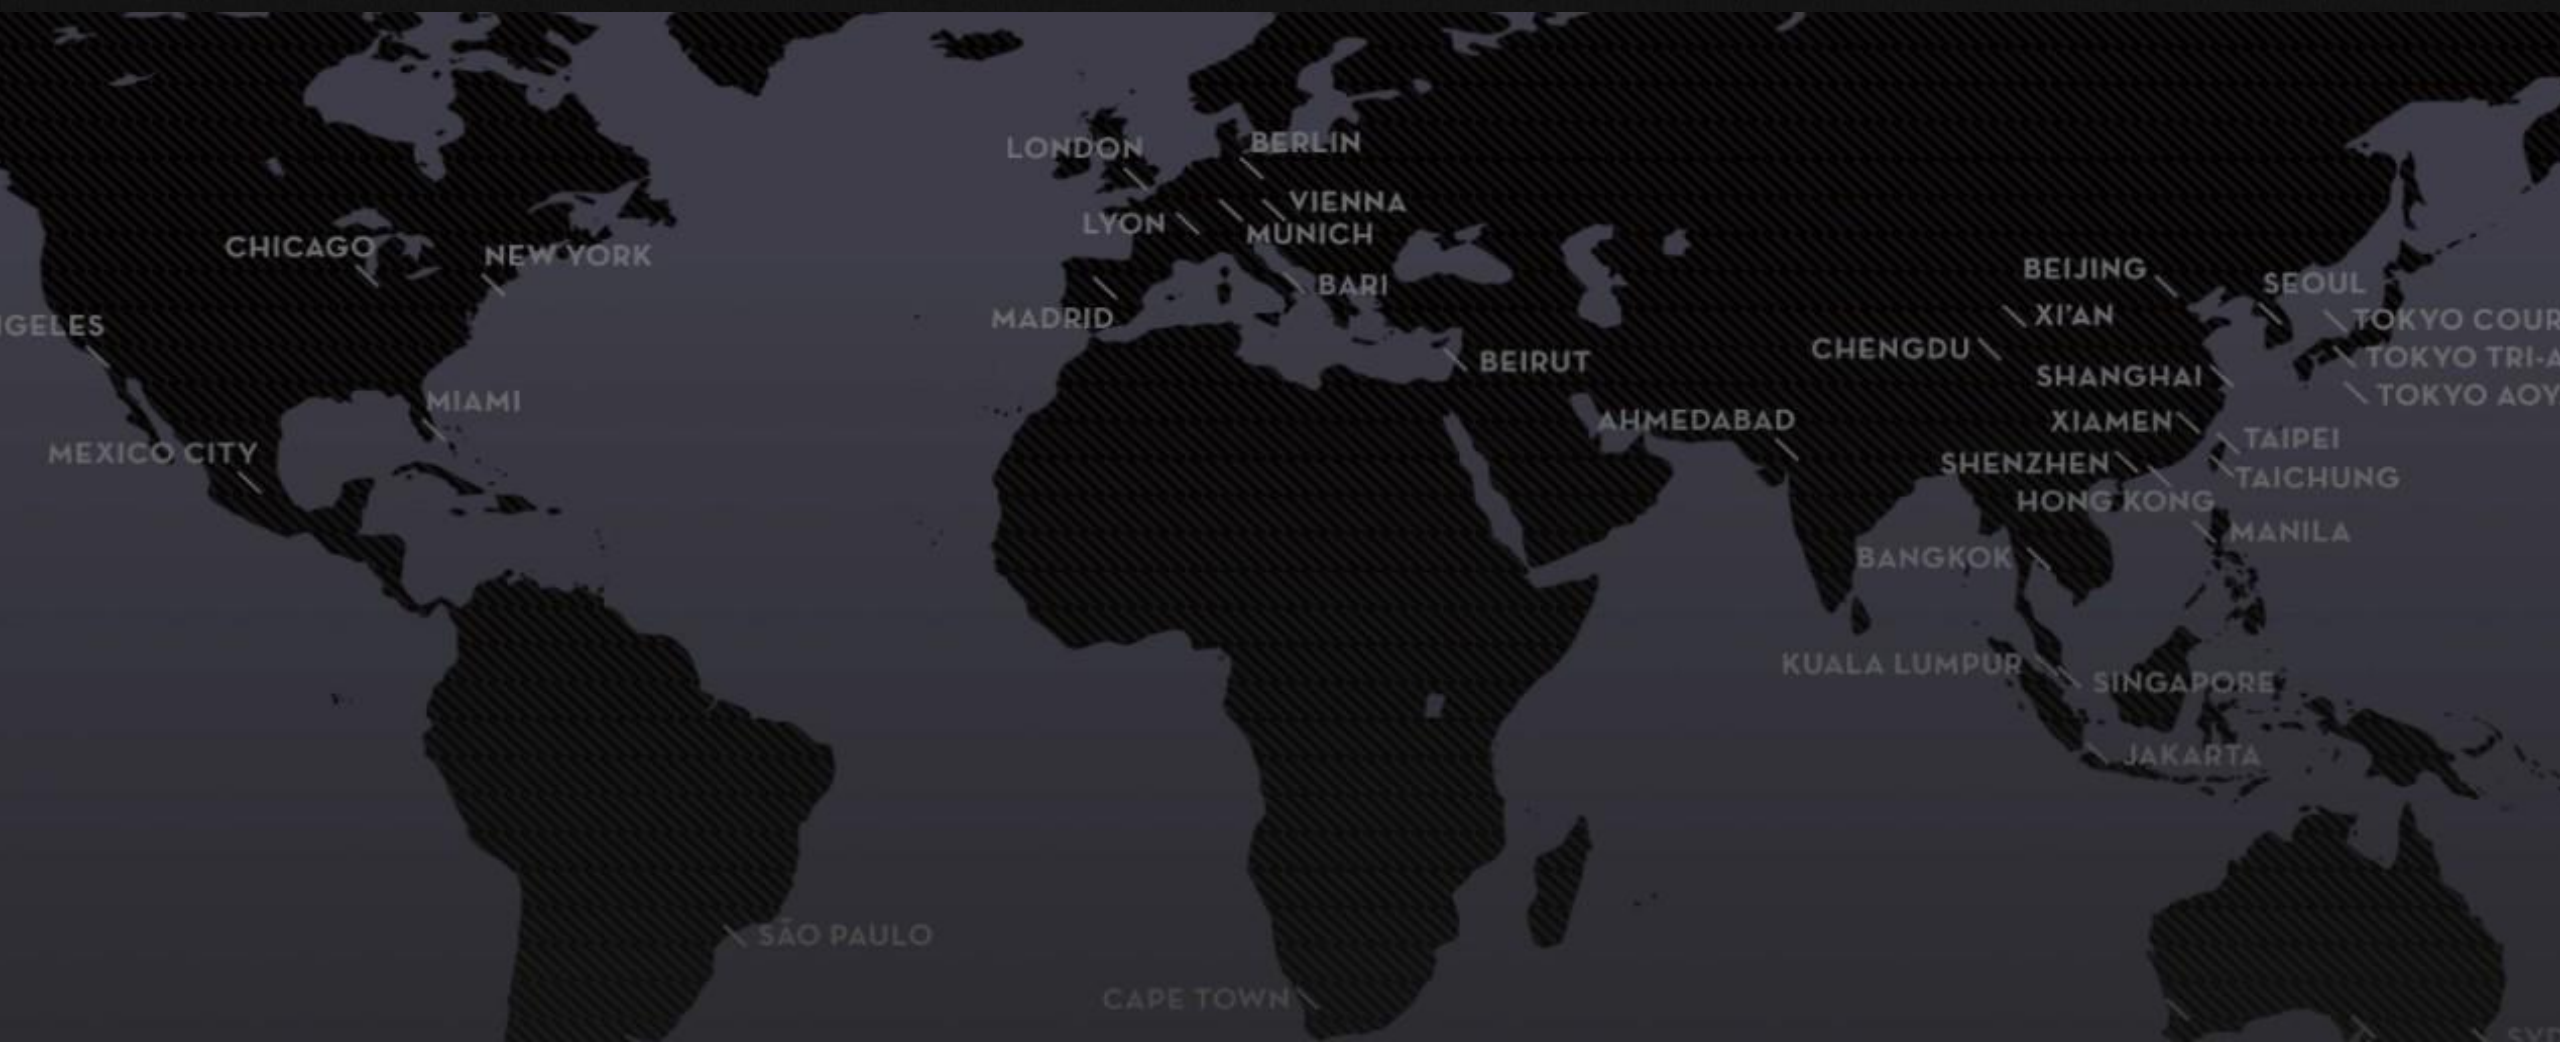 LONDON
BERLIN
VIENNA
LYON
MUNICH
CHICAGO
NEW YORK
BARI
BEIJING
SEOUL
MADRID
XI'AN
TOKYO COUR
GELES
CHENGDU
TOKYO TRI-A
BEIRUT
SHANGHAI
TOKYO AOY
MIAMI
AHMEDABAD
XIAMEN
TAIPEI
MEXICO CITY
SHENZHEN
TAICHUNG
HONG KONG
MANILA
BANGKOK
KUALA LUMPUR
SINGAPORE
JAKARTA
SÃO PAULO
CAPE TOWN
SYD